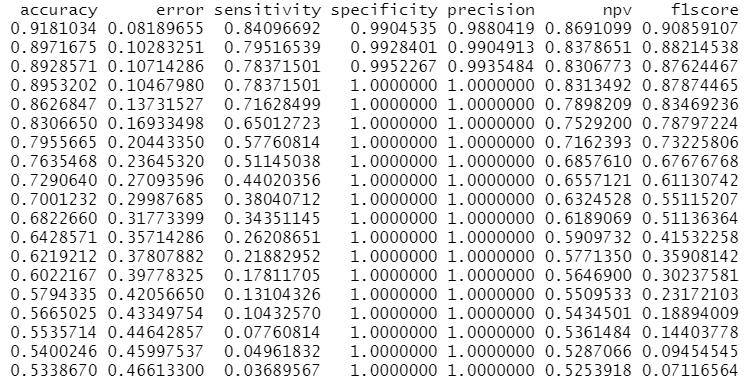 accuracy error sensitivity specificity precision npv f1score
0.9181034 0.08189655 0.84096692 0.9904535 0.9880419 0.8691099 0.90859107
0.8971675 0.10283251 0.79516539 0.9928401 0.9904913 0.8378651 0.88214538
0.8928571 0.10714286 0.78371501 0.9952267 0.9935484 0.8306773 0.87624467
0.8953202 0.10467980 0.78371501 1.0000000 1.0000000 0.8313492 0.87874465
0.8626847 0.13731527 0.71628499 1.0000000 1.0000000 0.7898209 0.83469236
0.8306650 0.16933498 0.65012723 1.0000000 1.0000000 0.7529200 0.78797224
0.7955665 0.20443350 0.57760814 1.0000000 1.0000000 0.7162393 0.73225806
0.7635468 0.23645320 0.51145038 1.0000000 1.0000000 0.6857610 0.67676768
0.7290640 0.27093596 0.44020356 1.0000000 1.0000000 0.6557121 0.61130742
0.7001232 0.29987685 0.38040712 1.0000000 1.0000000 0.6324528 0.55115207
0.6822660 0.31773399 0.34351145 1.0000000 1.0000000 0.6189069 0.51136364
0.6428571 0.35714286 0.26208651 1.0000000 1.0000000 0.5909732 0.41532258
0.6219212 0.37807882 0.21882952 1.0000000 1.0000000 0.5771350 0.35908142
0.6022167 0.39778325 0.17811705 1.0000000 1.0000000 0.5646900 0.30237581
0.5794335 0.42056650 0.13104326 1.0000000 1.0000000 0.5509533 0.23172103
0.5665025 0.43349754 0.10432570 1.0000000 1.0000000 0.5434501 0.18894009
0.5535714 0.44642857 0.07760814 1.0000000 1.0000000 0.5361484 0.14403778
0.5400246 0.45997537 0.04961832 1.0000000 1.0000000 0.5287066 0.09454545
0.5338670 0.46613300 0.03689567 1.0000000 1.0000000 0.5253918 0.07116564